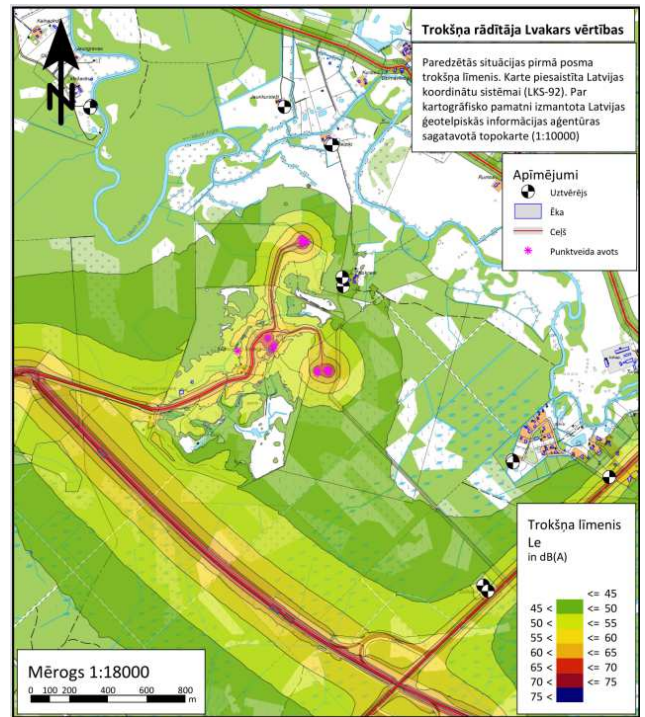 Trokšņa rādītāja Lvakars vērtības
Paredzētās situācijas pirmā posma
trokšņa līmenis. Karte piesaistīta Latvijas
koordinātu sistēmai (LKS-92). Par
kartogrāfisko pamatni izmantota Latvijas
ģeotelpiskās informācijas aģentūras
sagatavotā topokarte (1:10000)
Apīmējumi
Uztvērējs
Ēka
Ceļš
Punktveida avots
N
Trokšņa līmenis
Le
in dB(A)
<= 45
45 < <= 50
50 < <= 55
55 < <= 60
60 < <= 65
65 < <= 70
70 < <= 75
75 <
Mērogs 1:18000
0 100 200 400 600 800
m